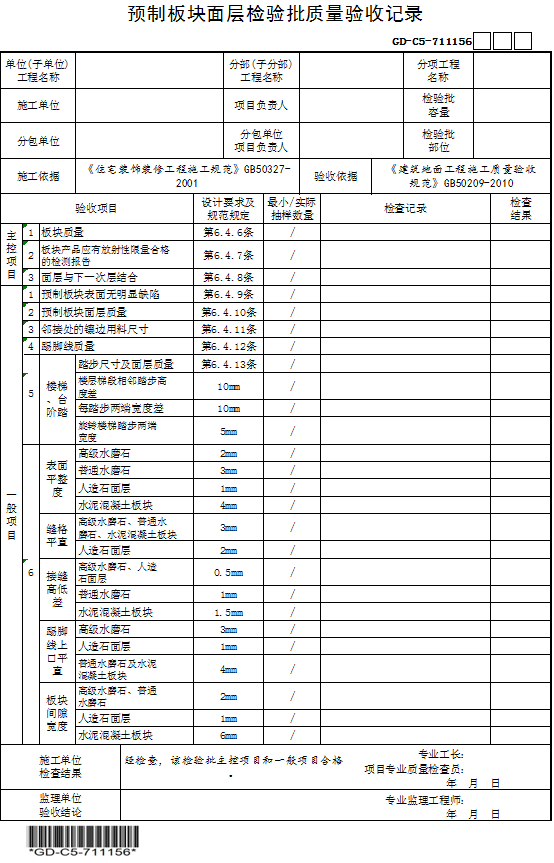 预制板块面层检验批质量验收记录
GD-C5-711156
单位(子单位) 分部(子分部) 分项工程
工程名称 工程名称 名称
施工单位 项目负责人 检验批
容量
分包单位 分包单位 检验批
项目负责人 部位
施工依据 《住宅装饰装修工程施工规范》GB50327- 验收依据 《建筑地面工程施工质量验收
2001 规范》GB50209-2010
验收项目 设计要求及 最小/实际 检查记录 检查
规范规定 抽样数量 结果
主控项目
1 板块质量 第6.4.6条 /
2 板块产品应有放射性限量合格
的检测报告 第6.4.7条 /
3 面层与下一次层结合 第6.4.8条 /
一般项目
1 预制板块表面无明显缺陷 第6.4.9条 /
2 预制板块面层质量 第6.4.10条 /
3 邻接处的镶边用料尺寸 第6.4.11条 /
4 踢脚线质量 第6.4.12条 /
5 楼梯
、台
阶踏
踏步尺寸及面层质量 第6.4.13条 /
楼层梯段相邻踏步高
度差 10mm /
每踏步两端宽度差 10mm /
旋转楼梯踏步两端
宽度 5mm /
6 表面
平整
度
高级水磨石 2mm /
普通水磨石 3mm /
人造石面层 1mm /
水泥混凝土板块 4mm /
缝格
平直
高级水磨石、普通水
磨石、水泥混凝土板块 3mm /
人造石面层 2mm /
接缝
高低
差
高级水磨石、人造
石面层 0.5mm /
普通水磨石 1mm /
水泥混凝土板块 1.5mm /
踢脚
线上
口平
直
高级水磨石 3mm /
人造石面层 1mm /
普通水磨石及水泥
混凝土板块 4mm /
板块
间隙
宽度
高级水磨石、普通
水磨石 2mm /
人造石面层 1mm /
水泥混凝土板块 6mm /
施工单位
检查结果
经检查，该检验批主控项目和一般项目合格
。
专业工长:
项目专业质量检查员:
年 月 日
监理单位
验收结论
专业监理工程师:
年 月 日
*GD-C5-711156*